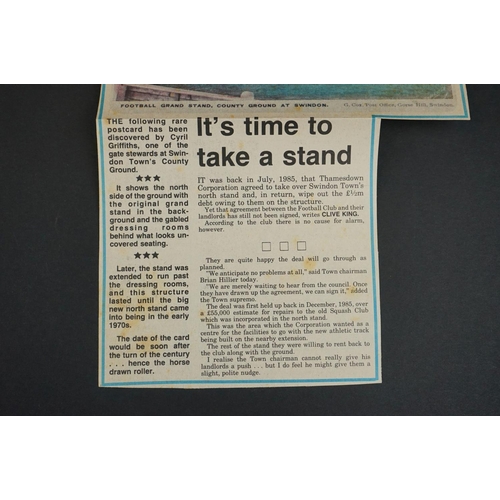 FOOTBALL GRAND STAND, COUNTY GROUND AT SWINDON.
THE following rare
postcard has been
discovered by Cyril
Griffiths, one of the
gate stewards at Swin-
don Town's County
Ground.
★★★
It shows the north
side of the ground with
the original grand
stand in the back-
ground and the gabled
dressing rooms
behind what looks un-
covered seating.
★★★
Later, the stand was
extended to run past
the dressing rooms,
and this structure
lasted until the big
new north stand came
into being in the early
1970s.
The date of the card
would be soon after
the turn of the century
. . . hence the horse
drawn roller.
It's time to
take a stand
IT was back in July, 1985, that Thamesdown
Corporation agreed to take over Swindon Town's
north stand and, in return, wipe out the £½m
debt owing to them on the structure.
Yet that agreement between the Football Club and their
landlords has still not been signed, writes CLIVE KING.
According to the club there is no cause for alarm,
however.
□ □ □
They are quite happy the deal will go through as
planned.
"We anticipate no problems at all," said Town chairman
Brian Hillier today.
"We are merely waiting to hear from the council. Once
they have drawn up the agreement, we can sign it," added
the Town supremo.
The deal was first held up back in December, 1985, over
a £55,000 estimate for repairs to the old Squash Club
which was incorporated in the north stand.
This was the area which the Corporation wanted as a
centre for the facilities to go with the new athletic track
being built on the nearby extension.
The rest of the stand they were willing to rent back to
the club along with the ground.
I realise the Town chairman cannot really give his
landlords a push . . . but I do feel he might give them a
slight, polite nudge.